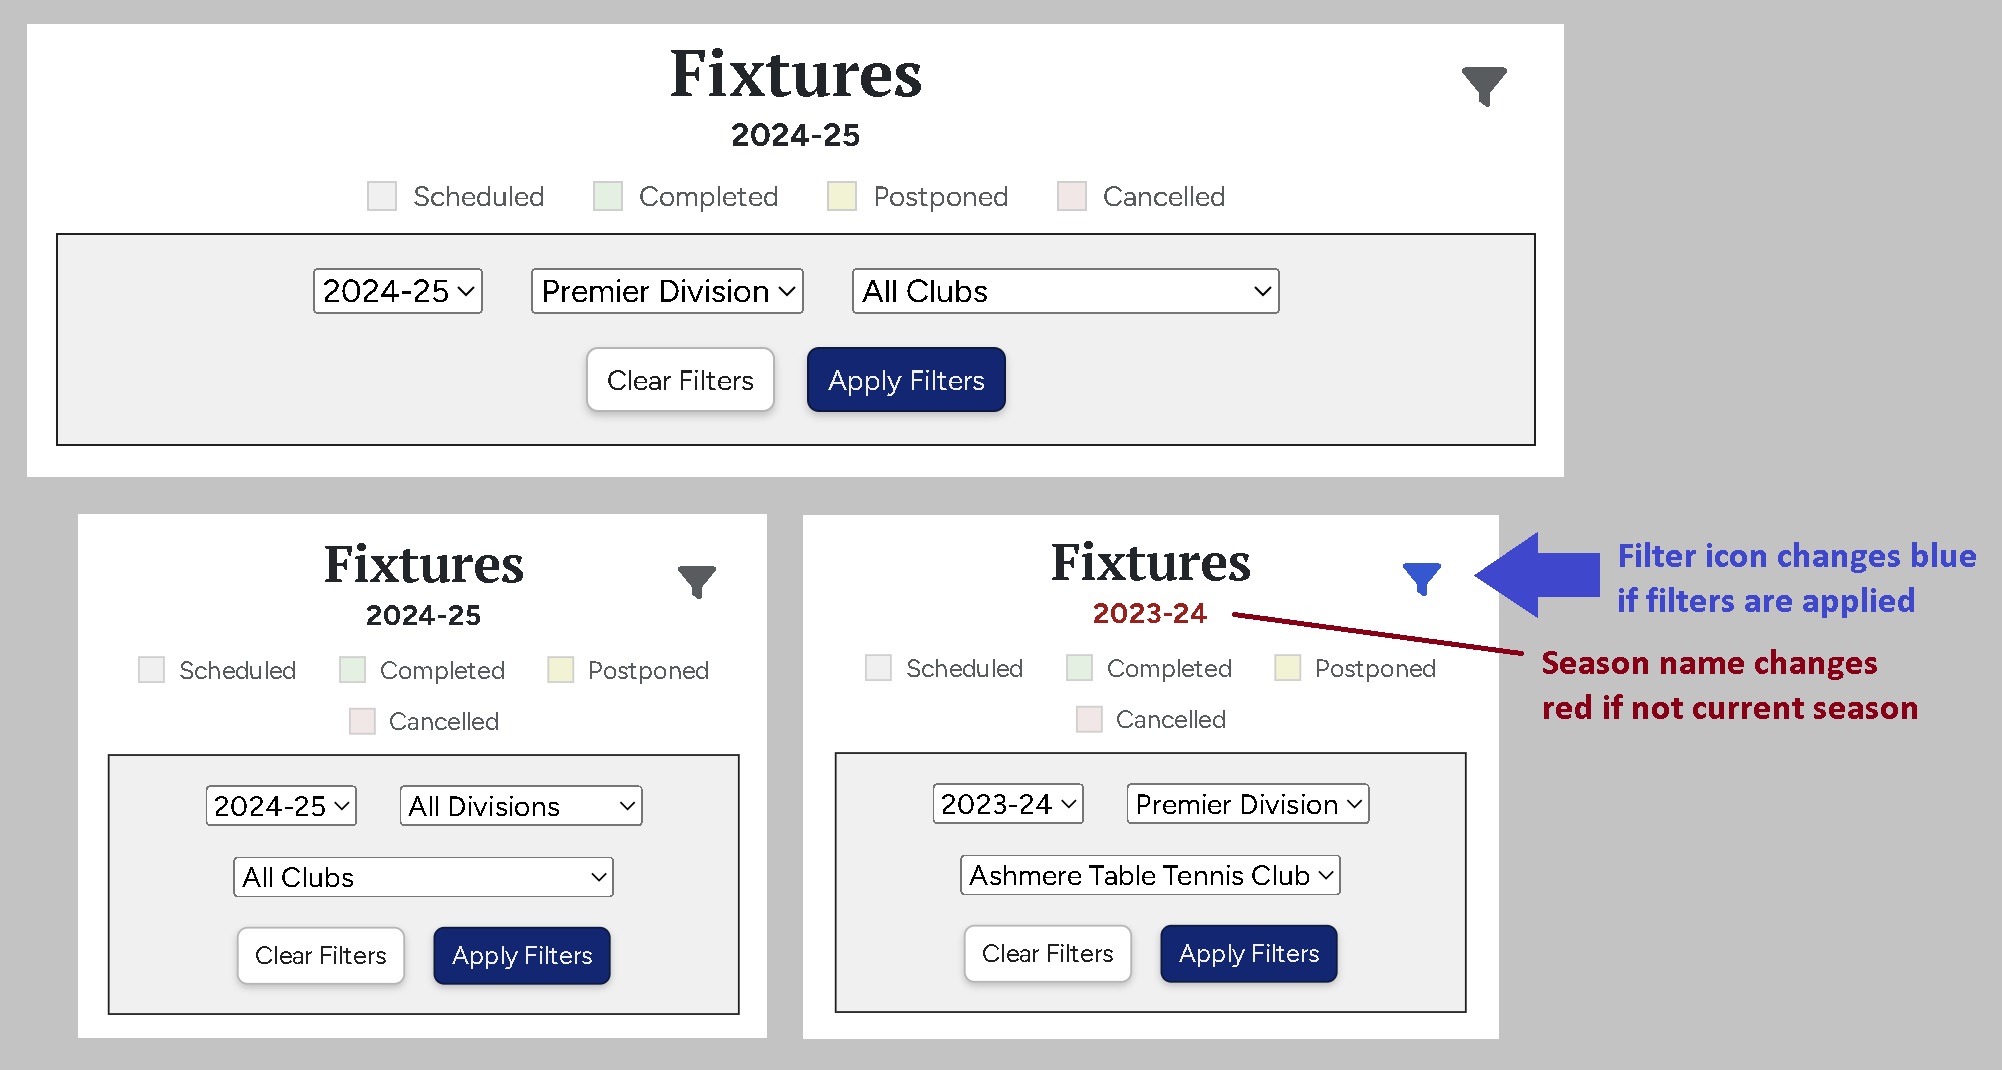 Fixtures
2024-25
Scheduled
Completed
Postponed
Cancelled
2024-25
Premier Division
All Clubs
Clear Filters
Apply Filters
Fixtures
2024-25
Scheduled
Completed
Postponed
Cancelled
2024-25
All Divisions
All Clubs
Clear Filters
Apply Filters
Fixtures
2023-24
Scheduled
Completed
Postponed
Cancelled
2023-24
Premier Division
Ashmere Table Tennis Club
Clear Filters
Apply Filters
Filter icon changes blue
if filters are applied
Season name changes
red if not current season